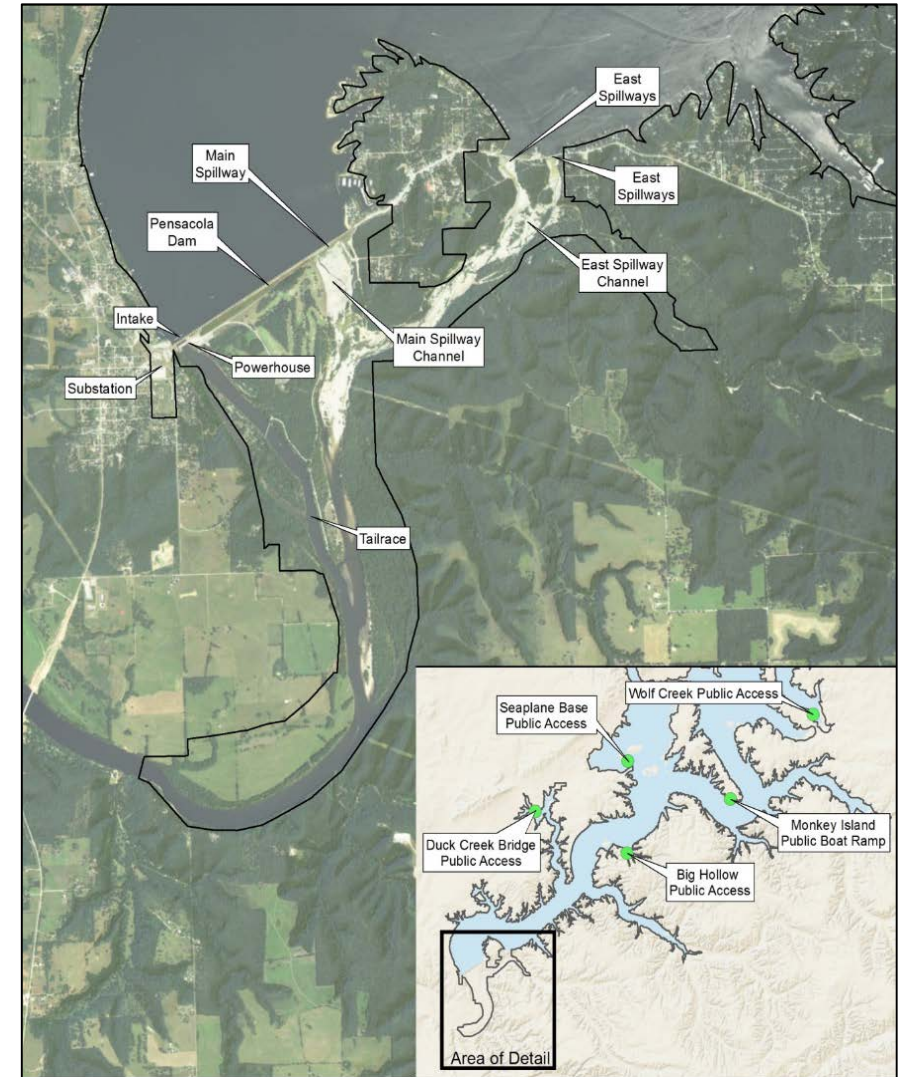 East
Spillways
Main
Spillway
East
Spillways
Pensacola
Dam
East Spillway
Channel
Intake
Main Spillway
Channel
Powerhouse
Substation
Tailrace
Wolf Creek Public Access
Seaplane Base
Public Access
Monkey Island
Public Boat Ramp
Duck Creek Bridge
Public Access
Big Hollow
Public Access
Area of Detail